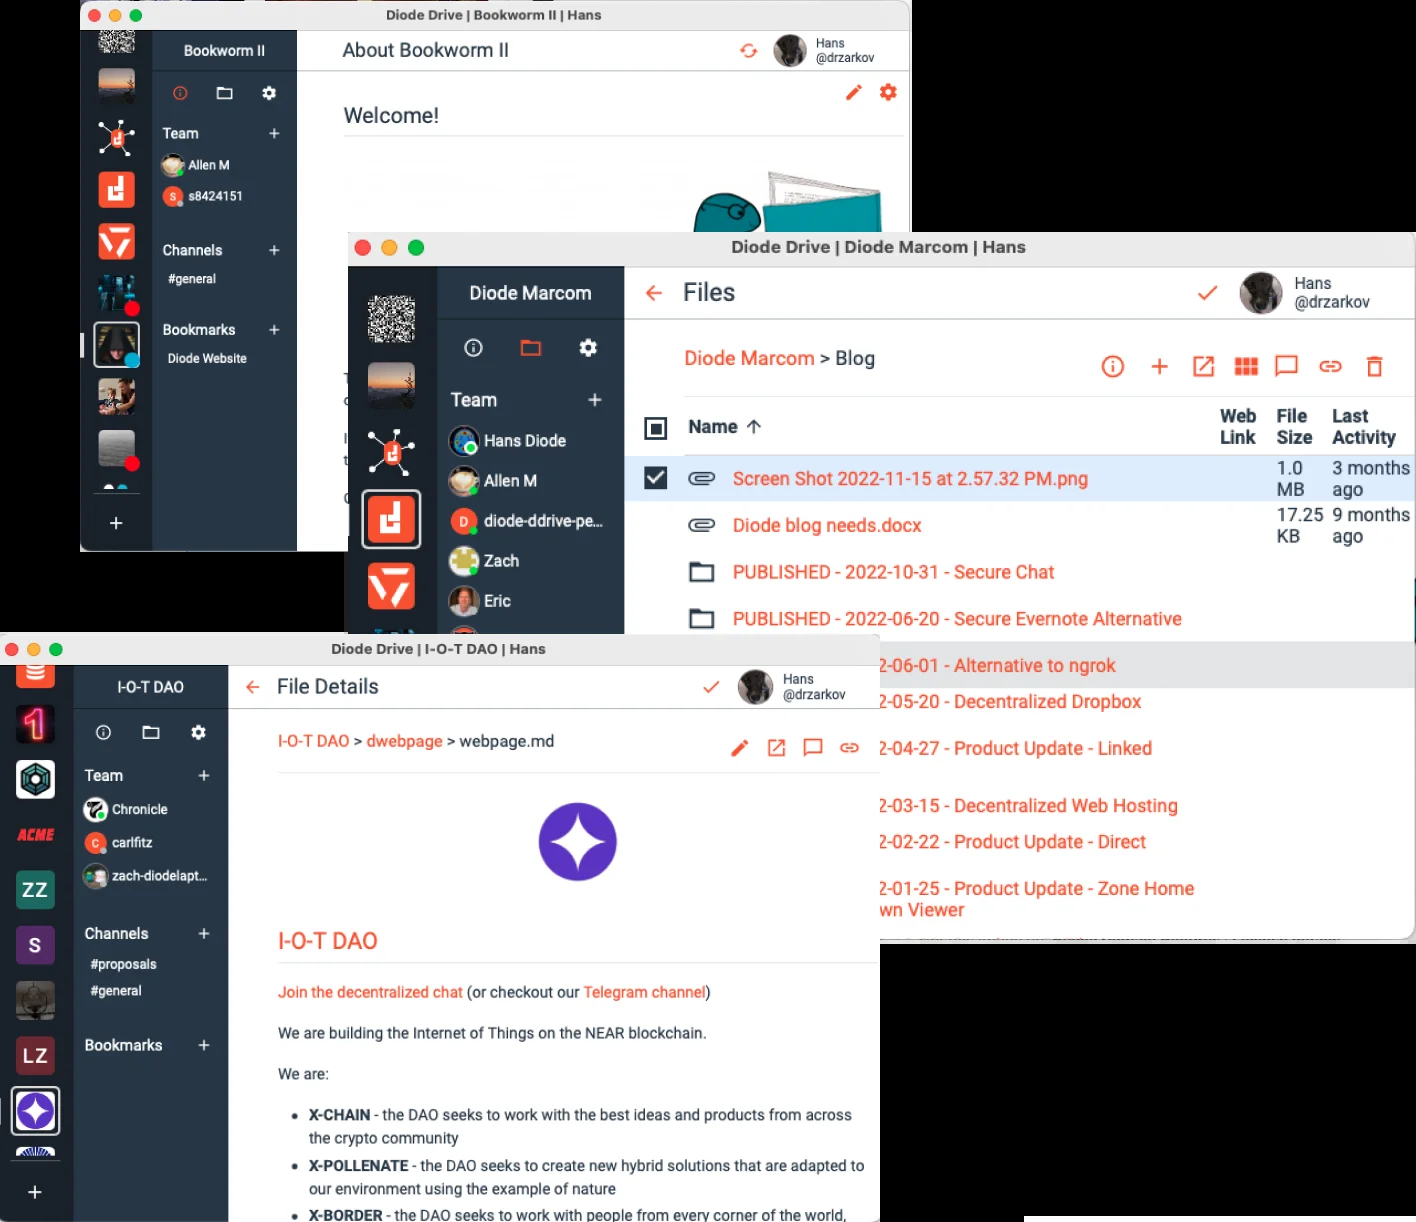 Diode Drive | Bookworm II | Hans
Bookworm II
About Bookworm II
Hans
@drzarkov
Welcome!
Team
Allen M
S
s8424151
Channels
#general
Bookmarks
Diode Website
Diode Drive | Diode Marcom | Hans
Diode Marcom
Files
Hans
@drzarkov
Diode Marcom > Blog
Team
Hans Diode
Allen M
D
diode-ddrive-pe...
Zach
Eric
Name
Web Link
File Size
Last Activity
Screen Shot 2022-11-15 at 2.57.32 PM.png
1.0 MB
3 months ago
Diode blog needs.docx
17.25 KB
9 months ago
PUBLISHED - 2022-10-31 - Secure Chat
PUBLISHED - 2022-06-20 - Secure Evernote Alternative
2-06-01 - Alternative to ngrok
2-05-20 - Decentralized Dropbox
2-04-27 - Product Update - Linked
2-03-15 - Decentralized Web Hosting
2-02-22 - Product Update - Direct
2-01-25 - Product Update - Zone Home
wn Viewer
Diode Drive | I-O-T DAO | Hans
I-O-T DAO
File Details
Hans
@drzarkov
I-O-T DAO > dwebpage > webpage.md
1
ACME
ZZ
S
LZ
Team
Chronicle
C
carlfitz
zach-diodelapt...
Channels
#proposals
#general
Bookmarks
I-O-T DAO
Join the decentralized chat (or checkout our Telegram channel)
We are building the Internet of Things on the NEAR blockchain.
We are:
• X-CHAIN - the DAO seeks to work with the best ideas and products from across
the crypto community
• X-POLLENATE - the DAO seeks to create new hybrid solutions that are adapted to
our environment using the example of nature
• X-BORDER - the DAO seeks to work with people from every corner of the world,